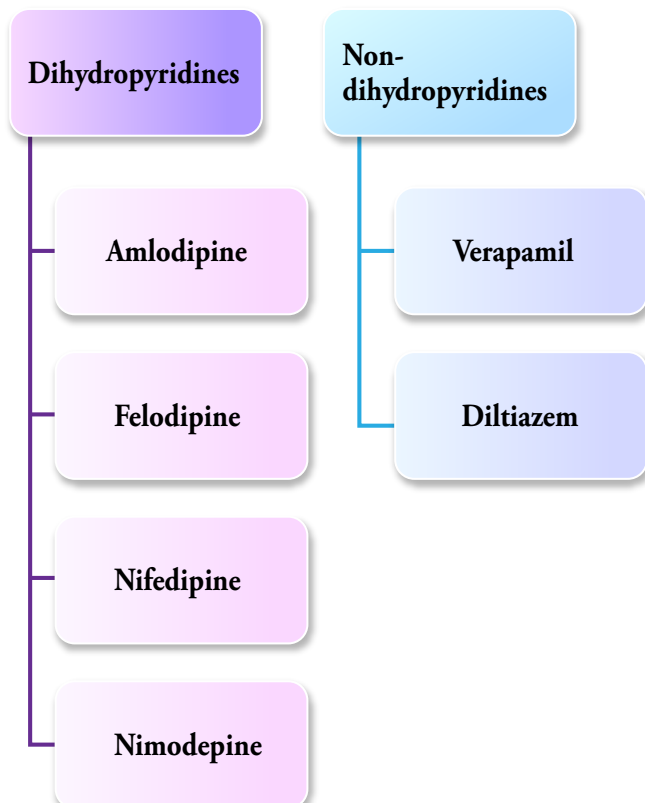 Dihydropyridines
Amlodipine
Felodipine
Nifedipine
Nimodepine
Non-
dihydropyridines
Verapamil
Diltiazem